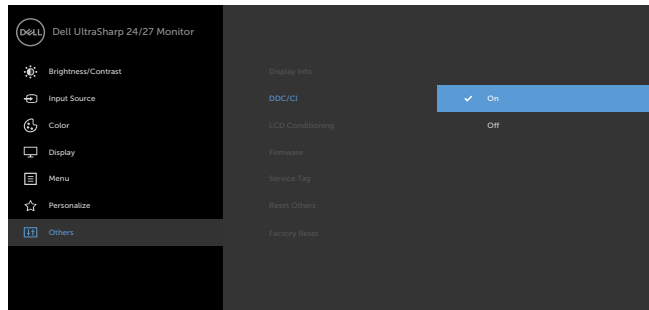 DELL Dell UltraSharp 24/27 Monitor
Brightness/Contrast
Input Source
Color
Display
Menu
Personalize
Others
Display Info
DDC/CI
LCD Conditioning
Firmware
Service Tag
Reset Others
Factory Reset
On
Off